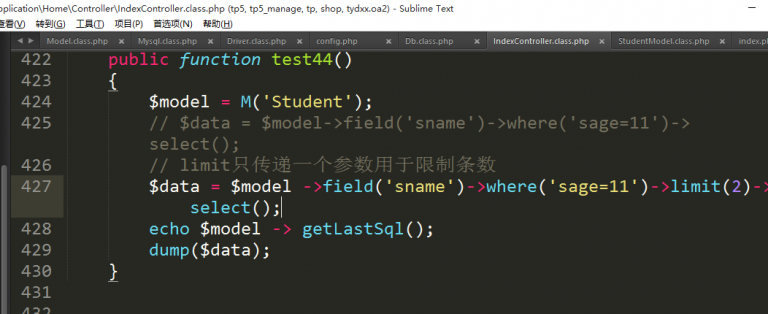 pplication\Home\Controller\IndexController.class.php (tp5, tp5_manage, tp, shop, tydxx.oa2) - Sublime Text
查看(V) 转到(G) 工具(T) 项目(P) 首选项(N) 帮助(H)
Model.class.php × Mysql.class.php × Driver.class.php × config.php × Db.class.php × IndexController.class.php × StudentModel.class.php × index.ph
422 public function test44()
423 {
424 $model = M('Student');
425 // $data = $model->field('sname')->where('sage=11')->
select();
426 // limit只传递一个参数用于限制条数
427 $data = $model ->field('sname')->where('sage=11')->limit(2)->
select();
428 echo $model -> getLastSql();
429 dump($data);
430 }
431